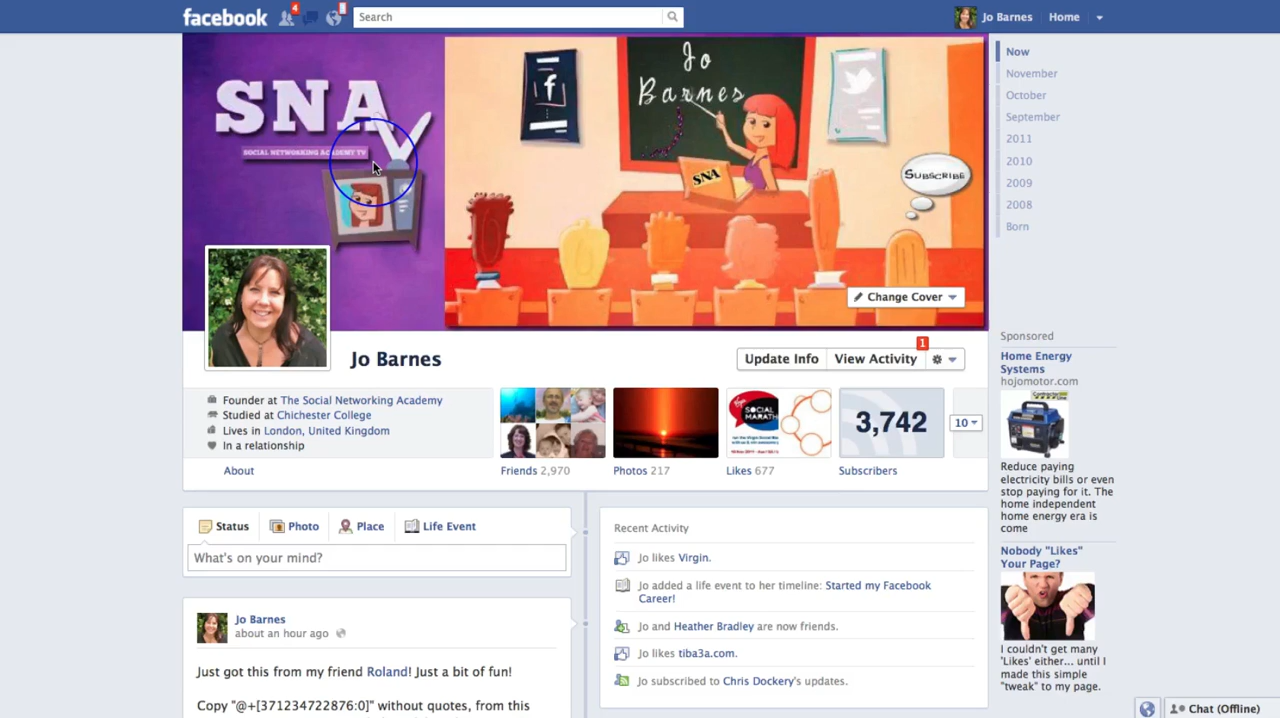 facebook
4
Search
Jo Barnes
Home
SNA
SOCIAL NETWORKING ACADEMY TV
f
Jo
Barnes
SNA
SUBSCRIBE
Change Cover
Now
November
October
September
2011
2010
2009
2008
Born
Jo Barnes
Update Info
View Activity
1
Founder at The Social Networking Academy
Studied at Chichester College
Lives in London, United Kingdom
In a relationship
About
SOCIAL
MARATH
3,742
10
Friends 2,970
Photos 217
Likes 677
Subscribers
Status
Photo
Place
Life Event
What's on your mind?
Jo Barnes
about an hour ago
Just got this from my friend Roland! Just a bit of fun!
Copy "@+[371234722876:0]" without quotes, from this
Recent Activity
Jo likes Virgin.
Jo added a life event to her timeline: Started my Facebook
Career!
Jo and Heather Bradley are now friends.
Jo likes tiba3a.com.
Jo subscribed to Chris Dockery's updates.
Sponsored
Home Energy
Systems
hojomotor.com
Reduce paying
electricity bills or even
stop paying for it. The
home independent
home energy era is
come
Nobody "Likes"
Your Page?
I couldn't get many
'Likes' either... until I
made this simple
"tweak" to my page.
Chat (Offline)